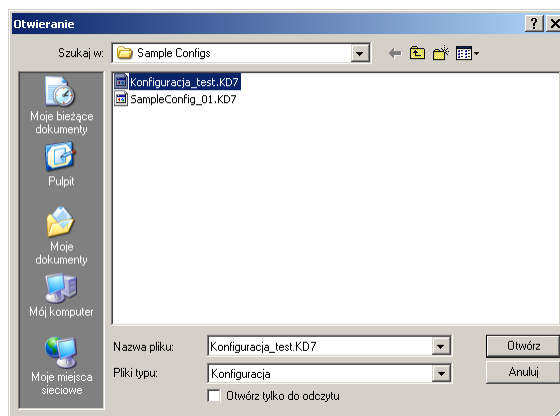 Otwieranie
Szukaj w:
Sample Configs
Konfiguracja_test.KD7
SampleConfig_01.KD7
Moje bieżące
dokumenty
Pulpit
Moje
dokumenty
Mój komputer
Moje miejsca
sieciowe
Nazwa pliku:
Konfiguracja_test.KD7
Otwórz
Pliki typu:
Konfiguracja
Anuluj
Otwórz tylko do odczytu